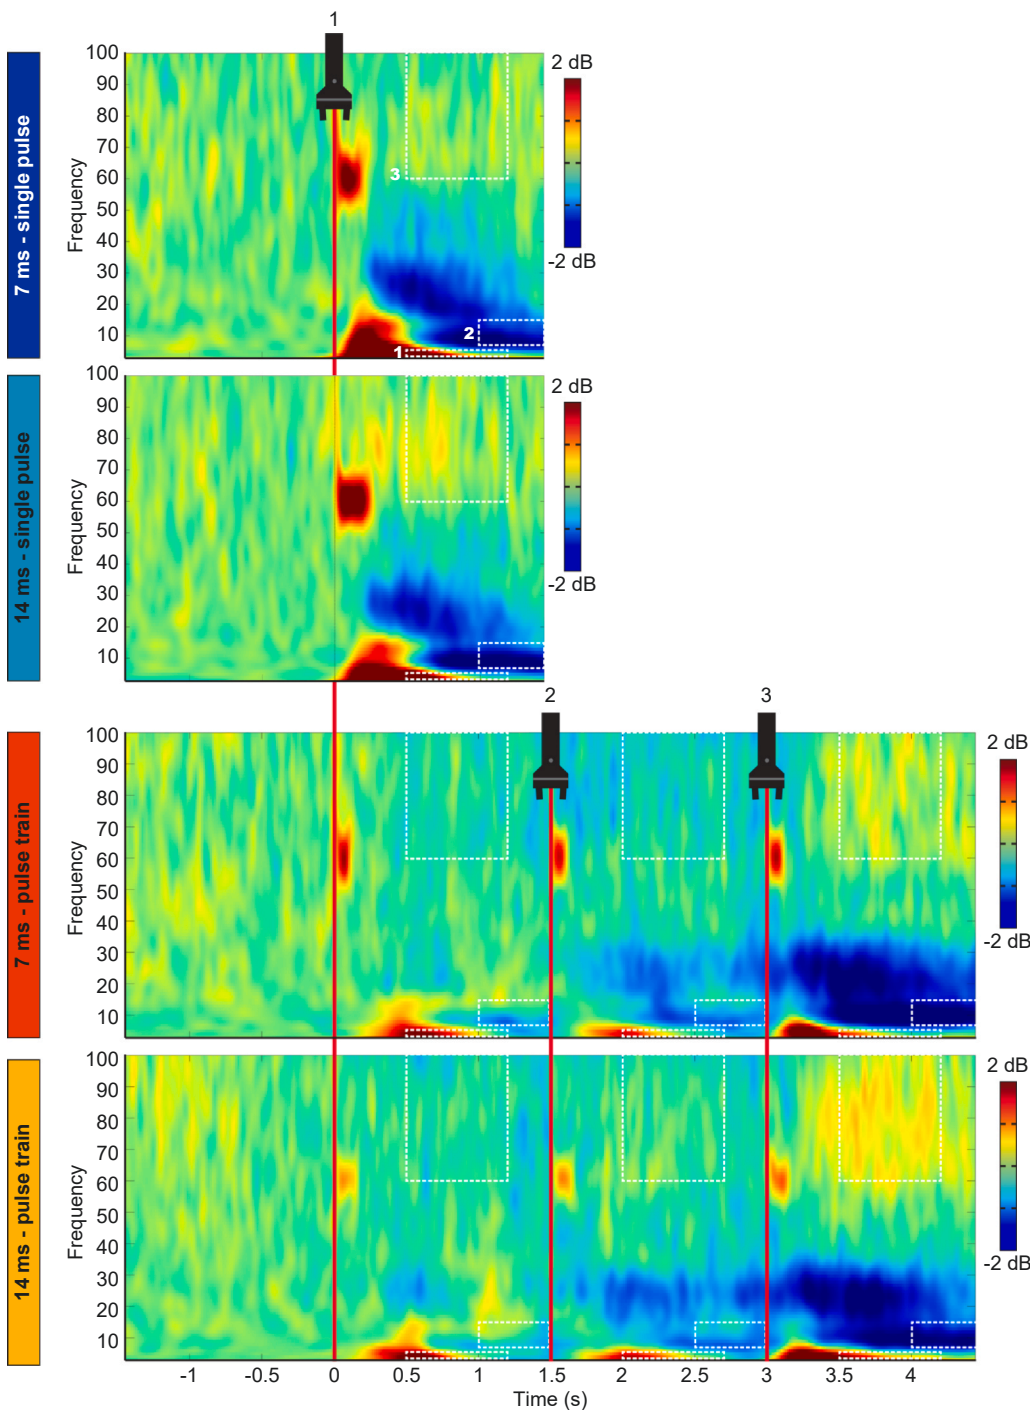 1
7 ms - single pulse
Frequency
100
90
80
70
60
50
40
30
20
10
3
2
1
2 dB
-2 dB
14 ms - single pulse
Frequency
100
90
80
70
60
50
40
30
20
10
2 dB
-2 dB
2
3
7 ms - pulse train
Frequency
100
90
80
70
60
50
40
30
20
10
2 dB
-2 dB
14 ms - pulse train
Frequency
100
90
80
70
60
50
40
30
20
10
2 dB
-2 dB
-1 -0.5 0 0.5 1 1.5 2 2.5 3 3.5 4
Time (s)